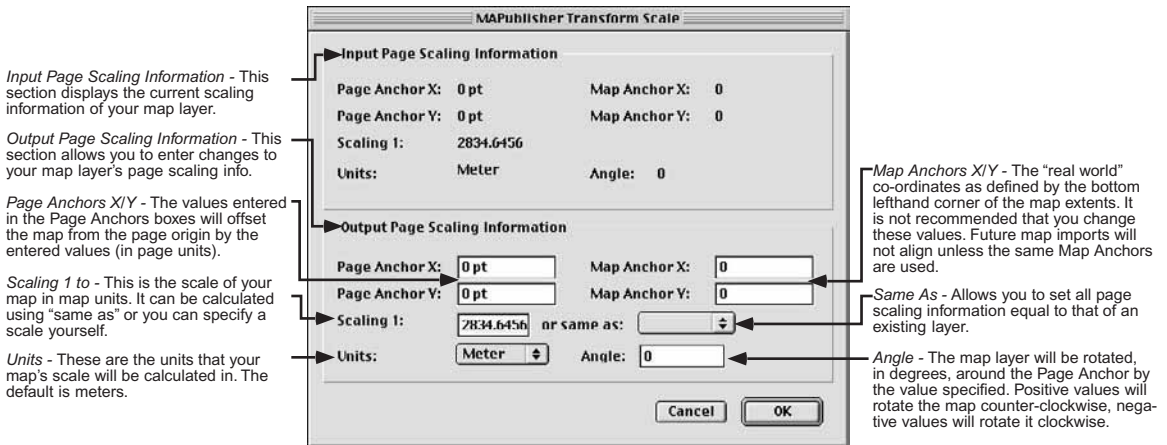 MAPublisher Transform Scale
Input Page Scaling Information - This
section displays the current scaling
information of your map layer.
Output Page Scaling Information - This
section allows you to enter changes to
your map layer's page scaling info.
Page Anchors X/Y - The values entered
in the Page Anchors boxes will offset
the map from the page origin by the
entered values (in page units).
Scaling 1 to - This is the scale of your
map in map units. It can be calculated
using “same as” or you can specify a
scale yourself.
Units - These are the units that your
map's scale will be calculated in. The
default is meters.
Input Page Scaling Information
Page Anchor X: 0 pt Map Anchor X: 0
Page Anchor Y: 0 pt Map Anchor Y: 0
Scaling 1: 2834.6456
Units: Meter Angle: 0
Output Page Scaling Information
Page Anchor X: 0 pt Map Anchor X: 0
Page Anchor Y: 0 pt Map Anchor Y: 0
Scaling 1: 2834.6456 or same as:
Units: Meter Angle: 0
Cancel OK
Map Anchors X/Y - The “real world”
co-ordinates as defined by the bottom
lefthand corner of the map extents. It
is not recommended that you change
these values. Future map imports will
not align unless the same Map Anchors
are used.
Same As - Allows you to set all page
scaling information equal to that of an
existing layer.
Angle - The map layer will be rotated,
in degrees, around the Page Anchor by
the value specified. Positive values will
rotate the map counter-clockwise, nega-
tive values will rotate it clockwise.